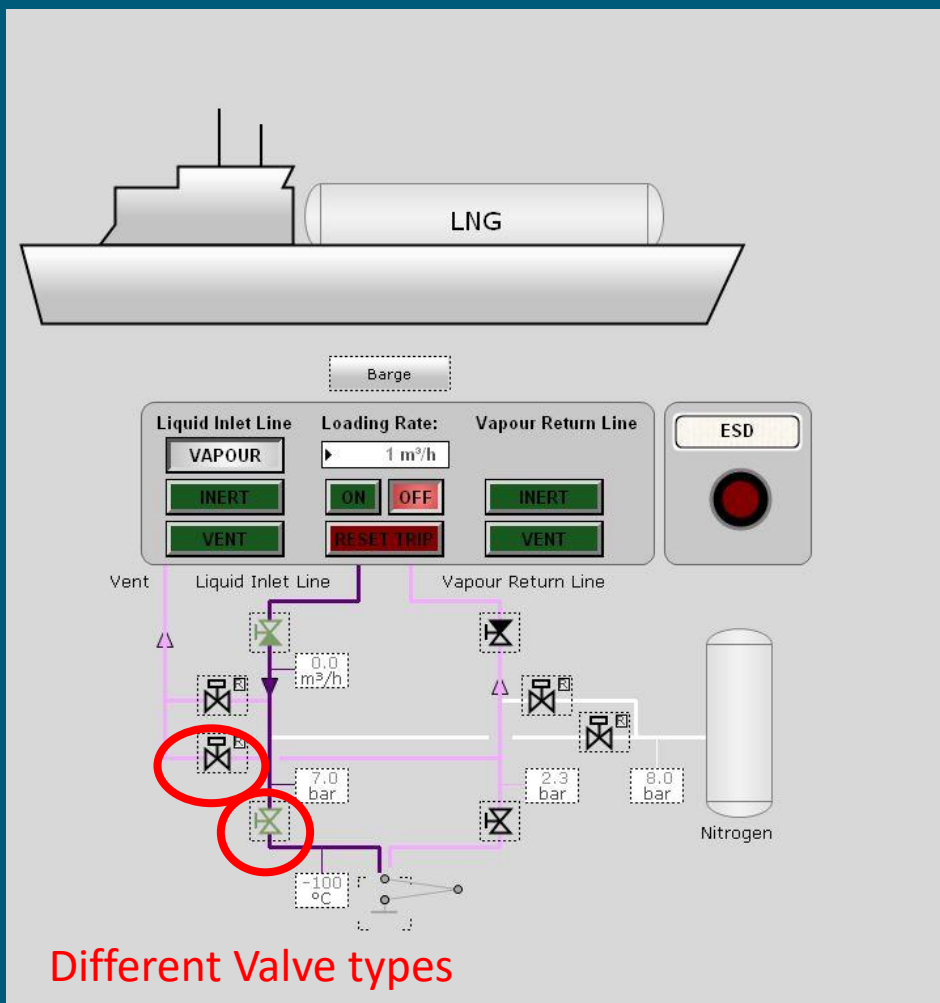 LNG
Barge
Liquid Inlet Line Loading Rate: Vapour Return Line ESD
VAPOUR 1 m³/h
INERT ON OFF INERT
VENT RESET TRIP VENT
Vent Liquid Inlet Line Vapour Return Line
0.0
m³/h
R R
R R
7.0
bar
2.3
bar
8.0
bar
Nitrogen
-100
°C
Different Valve types